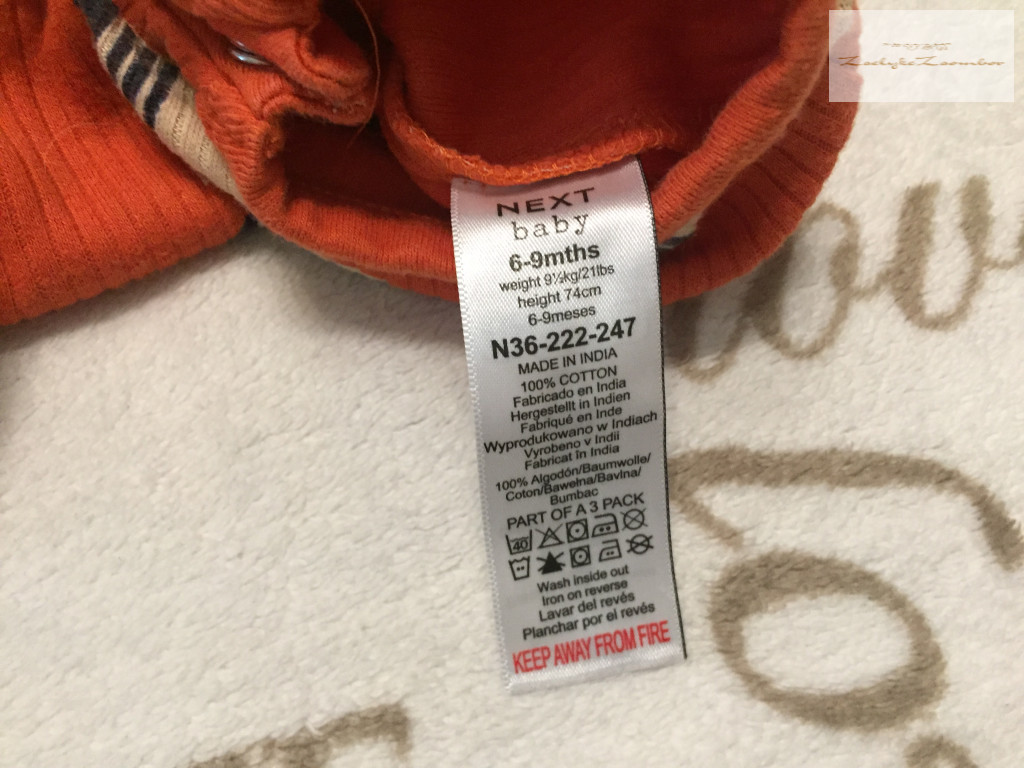 NEXT
baby
6-9mths
weight 9½kg/21lbs
height 74cm
6-9meses
N36-222-247
MADE IN INDIA
100% COTTON
Fabricado en India
Hergestellt in Indien
Fabriqué en Inde
Wyprodukowano w Indiach
Vyrobeno v Indii
Fabricat în India
100% Algodón/Baumwolle/
Coton/Bawełna/Bavlna/
Bumbac
PART OF A 3 PACK
40
Wash inside out
Iron on reverse
Lavar del revés
Planchar por el revés
KEEP AWAY FROM FIRE